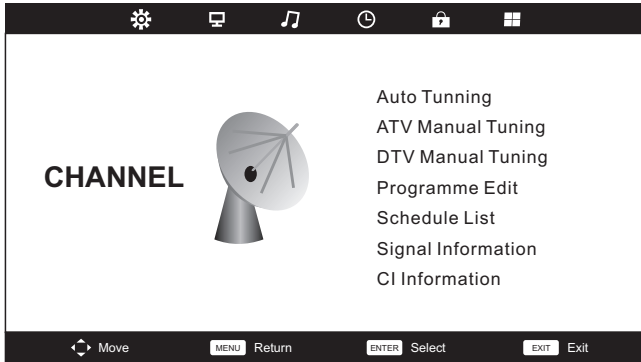 CHANNEL
Auto Tunning
ATV Manual Tuning
DTV Manual Tuning
Programme Edit
Schedule List
Signal Information
CI Information
Move MENU Return ENTER Select EXIT Exit